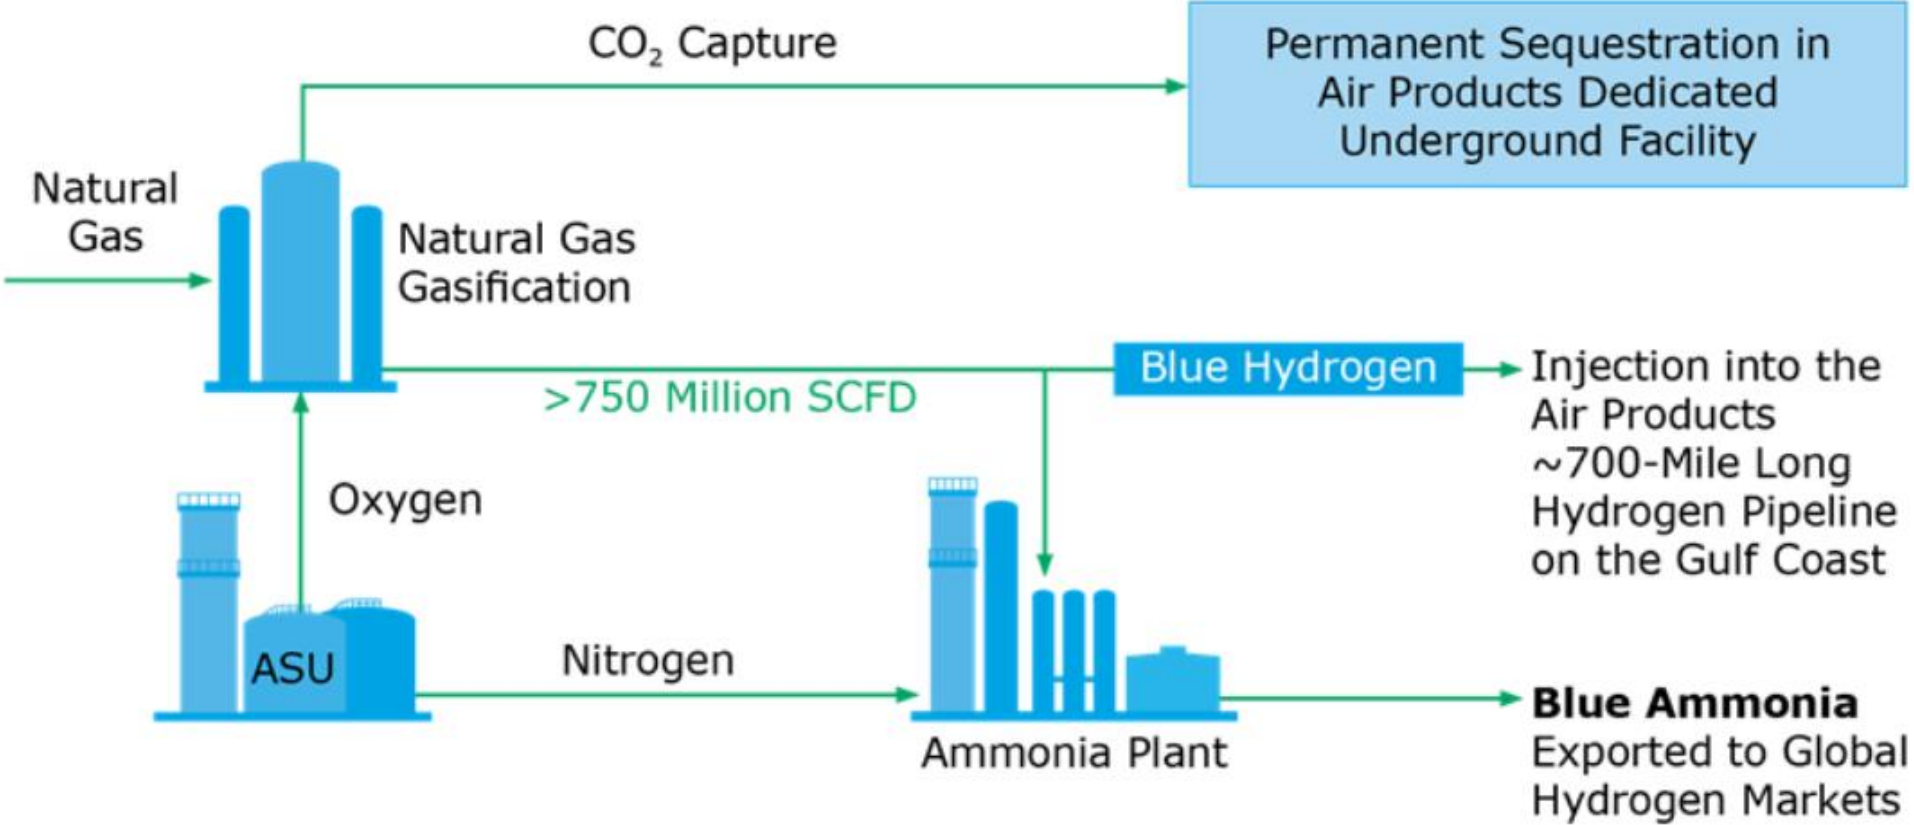 CO₂ Capture
Permanent Sequestration in
Air Products Dedicated
Underground Facility
Natural
Gas
Natural Gas
Gasification
>750 Million SCFD
Blue Hydrogen
Injection into the
Air Products
~700-Mile Long
Hydrogen Pipeline
on the Gulf Coast
Oxygen
ASU
Nitrogen
Ammonia Plant
Blue Ammonia
Exported to Global
Hydrogen Markets